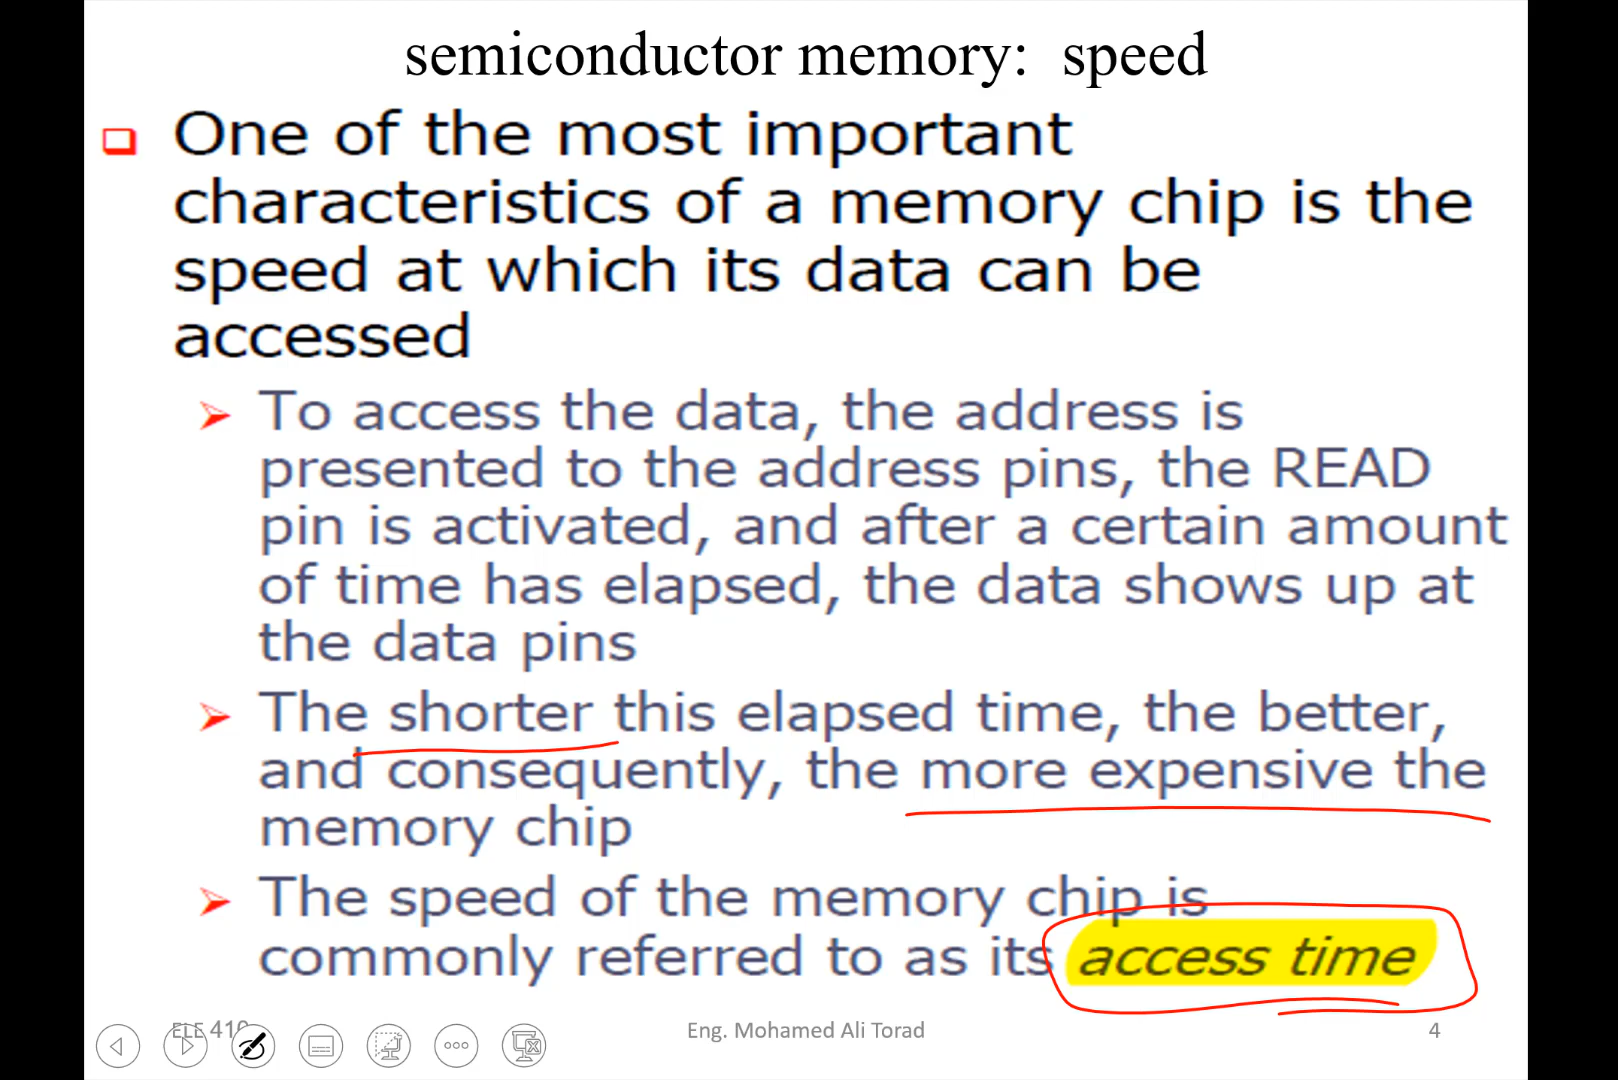 semiconductor memory: speed
One of the most important
characteristics of a memory chip is the
speed at which its data can be
accessed
To access the data, the address is
presented to the address pins, the READ
pin is activated, and after a certain amount
of time has elapsed, the data shows up at
the data pins
The shorter this elapsed time, the better,
and consequently, the more expensive the
memory chip
The speed of the memory chip is
commonly referred to as its access time
ELE 419
Eng. Mohamed Ali Torad
4